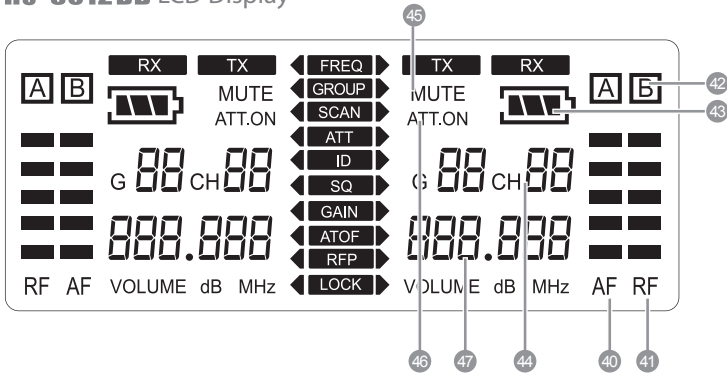 LCD Display
45
RX TX FREQ TX RX
A B MUTE GROUP MUTE A B 42
ATT.ON SCAN ATT.ON 43
ATT
G 88 CH 88 ID G 88 CH 88
SQ
GAIN
888.888 ATOF 888.888
RFP
RF AF VOLUME dB MHz LOCK VOLUME dB MHz AF RF
46 47 44 40 41